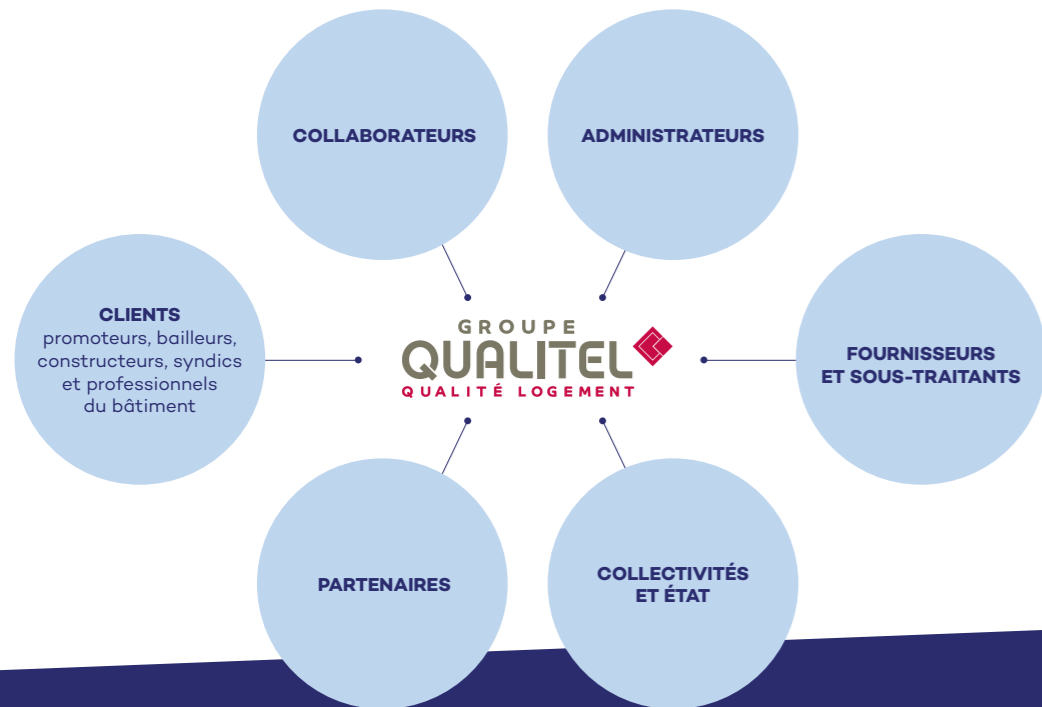 COLLABORATEURS
ADMINISTRATEURS
CLIENTS
promoteurs, bailleurs,
constructeurs, syndics
et professionnels
du bâtiment
GROUPE
QUALITEL
QUALITÉ LOGEMENT
FOURNISSEURS
ET SOUS-TRAITANTS
PARTENAIRES
COLLECTIVITÉS
ET ÉTAT